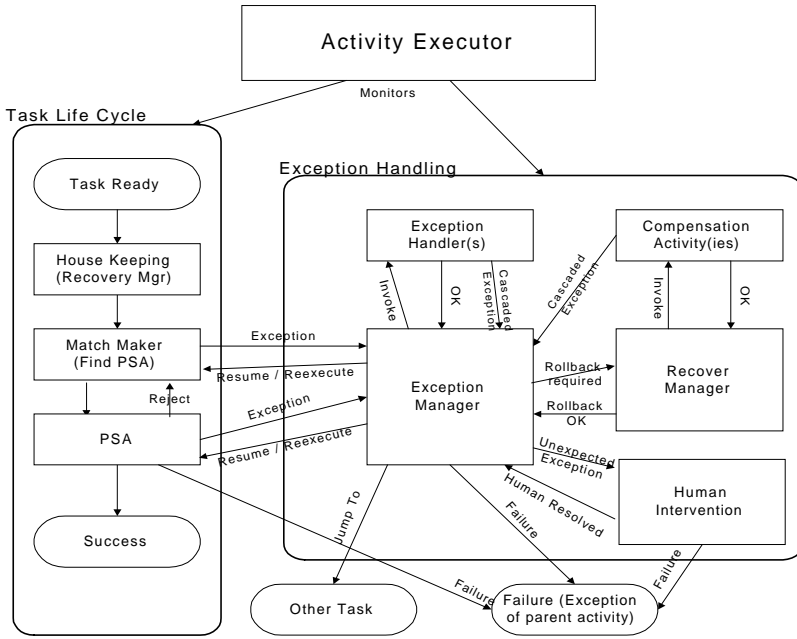 Activity Executor
Monitors
Task Life Cycle
Exception Handling
Task Ready
House Keeping
(Recovery Mgr)
Match Maker
(Find PSA)
Reject
PSA
Success
Exception
Resume / Reexecute
Exception
Resume / Reexecute
Exception
Handler(s)
Invoke
OK
Cascaded
Exception
Compensation
Activity(ies)
Cascaded
Exception
Invoke
OK
Exception
Manager
Rollback
required
Rollback
OK
Recover
Manager
Unexpected
Exception
Human Resolved
Human
Intervention
Jump To
Failure
Failure
Failure
Other Task
Failure (Exception
of parent activity)